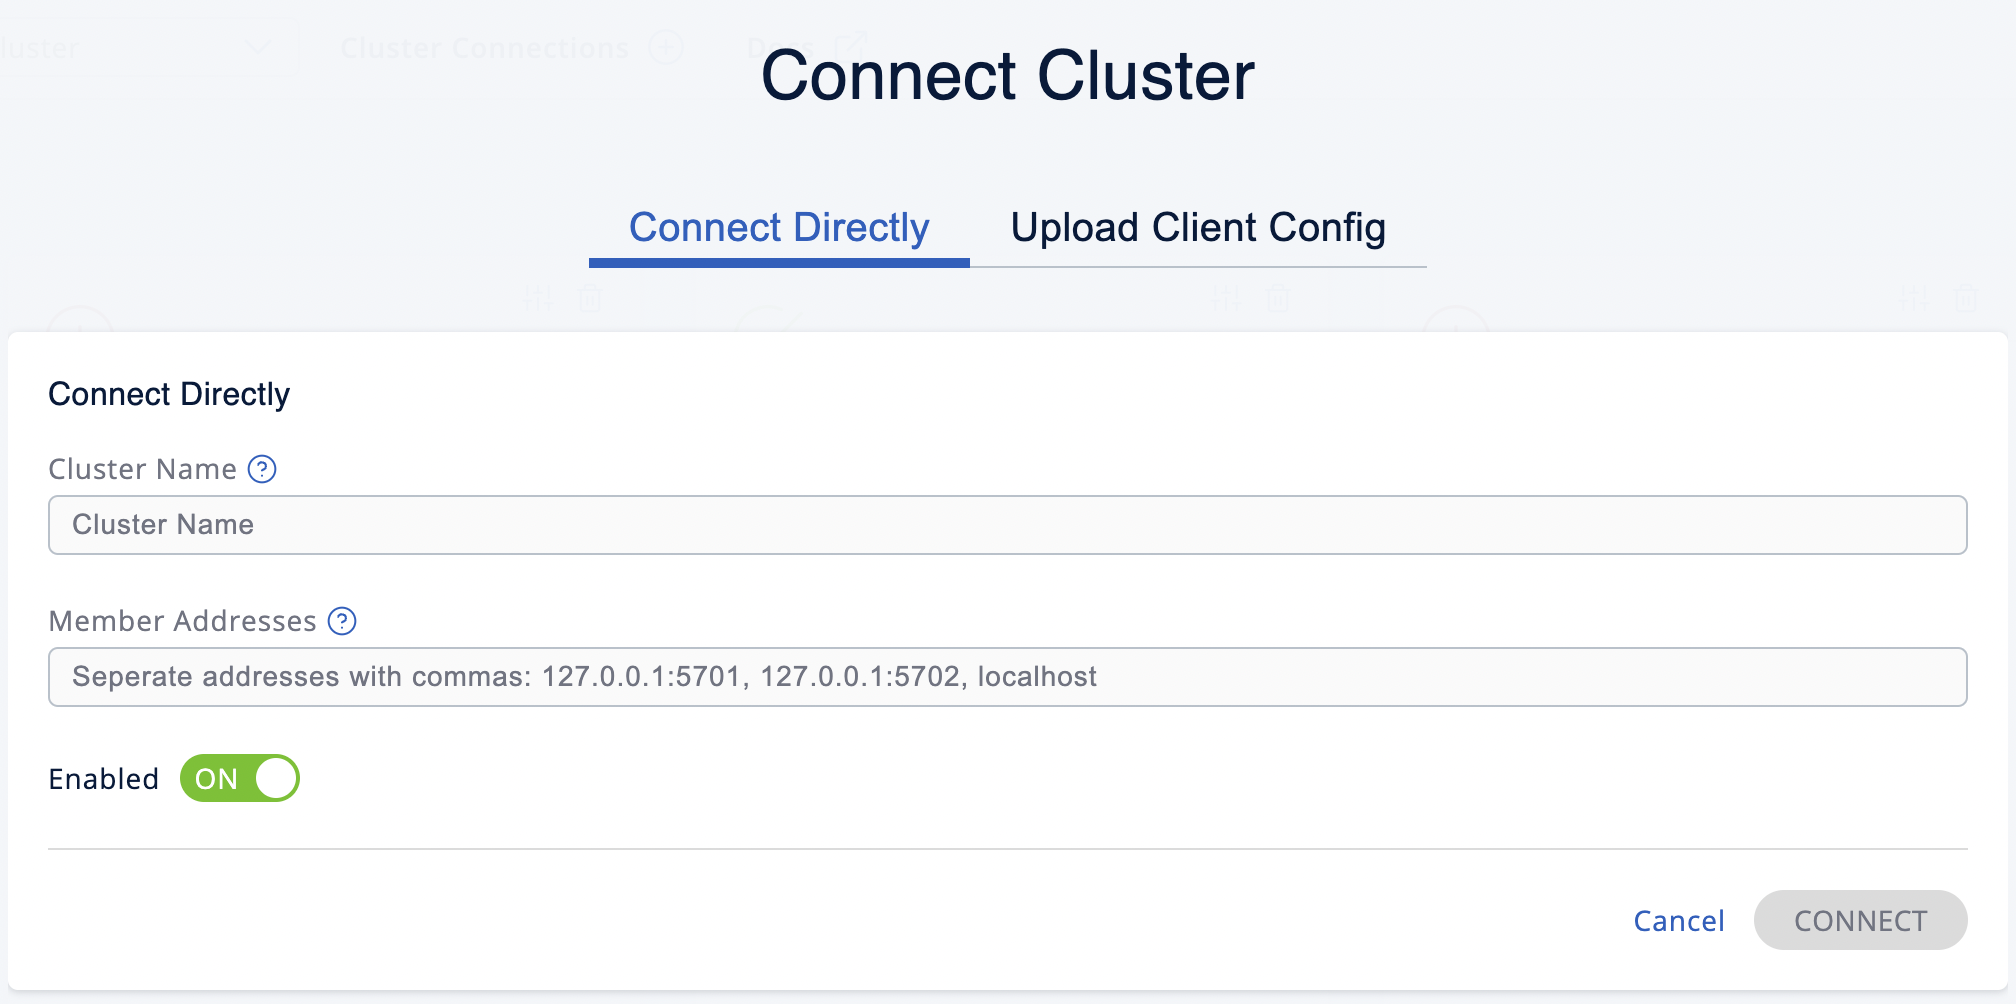 luster Cluster Connections Docs
Connect Cluster
Connect Directly Upload Client Config
Connect Directly
Cluster Name ?
Cluster Name
Member Addresses ?
Seperate addresses with commas: 127.0.0.1:5701, 127.0.0.1:5702, localhost
Enabled ON
Cancel CONNECT